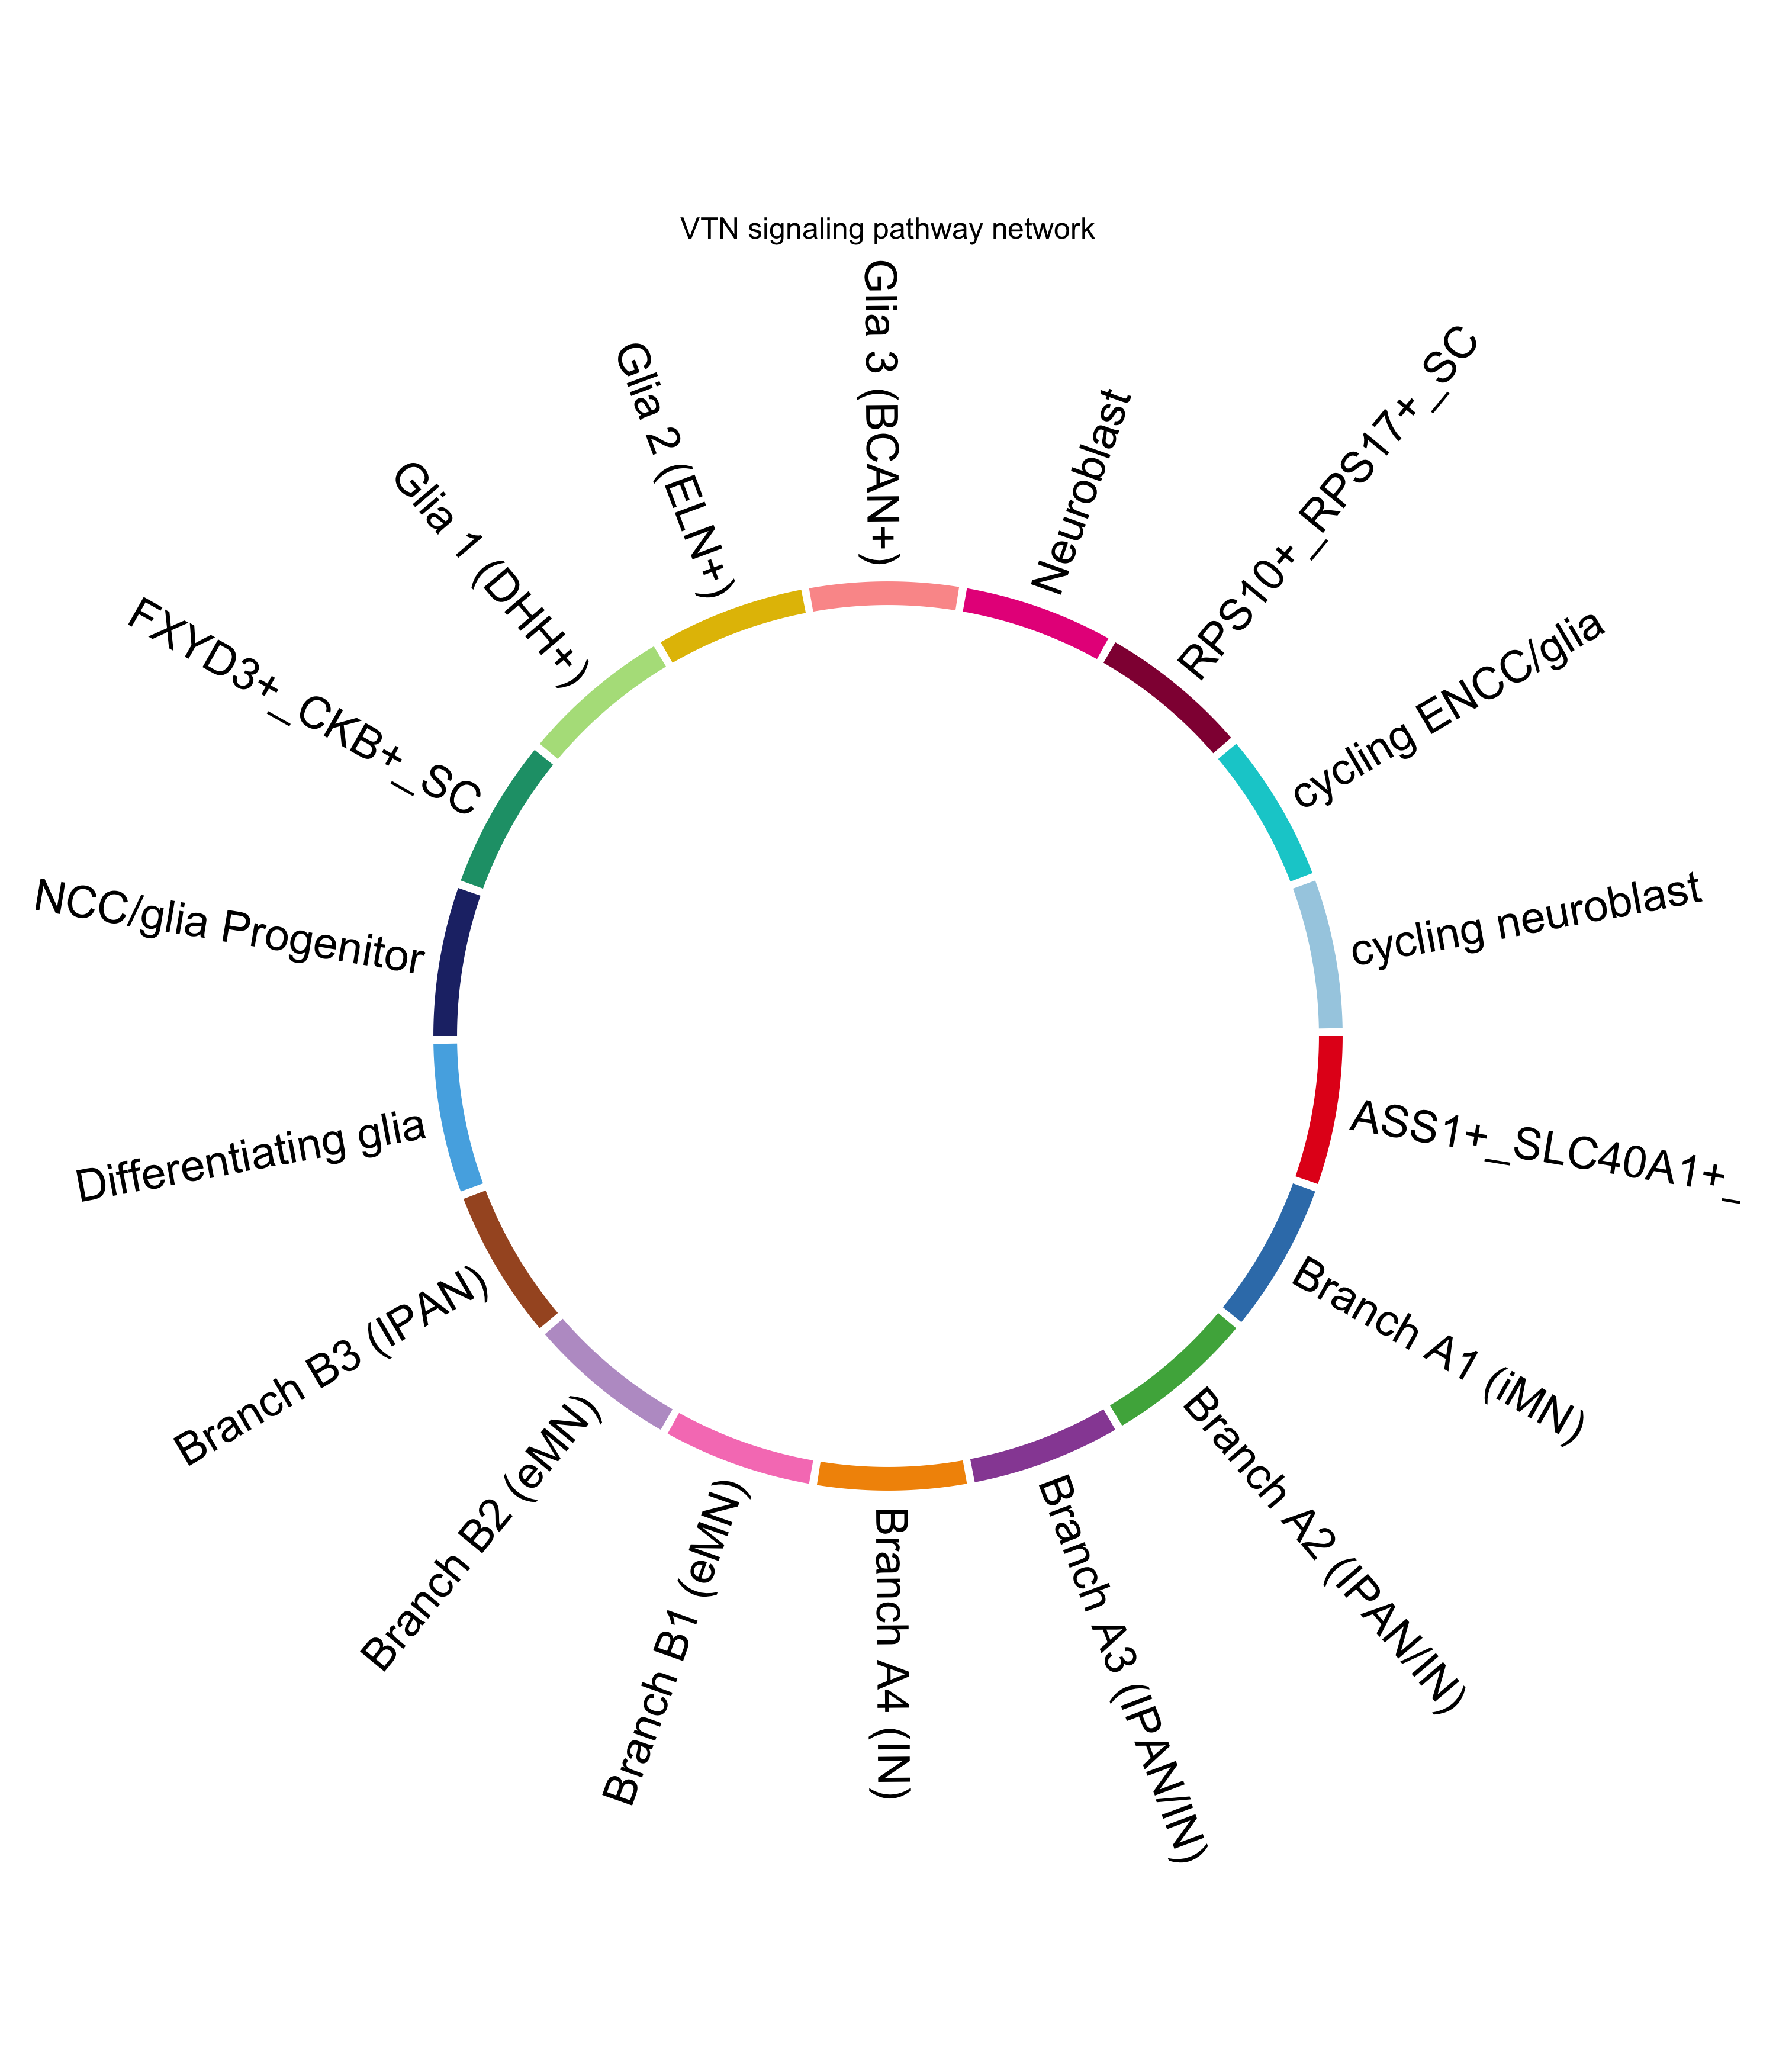 VTN signaling pathway network
Glia 3 (BCAN+)
Neuroblast
RPS10+_RPS17+_SC
cycling ENCC/glia
cycling neuroblast
ASS1+_SLC40A1+_
Branch A1 (iMN)
Branch A2 (IPAN/IN)
Branch A3 (IPAN/IN)
Branch A4 (IN)
Branch B1 (eMN)
Branch B2 (eMN)
Branch B3 (IPAN)
Differentiating glia
NCC/glia Progenitor
FXYD3+_CKB+_SC
Glia 1 (DHH+)
Glia 2 (ELN+)